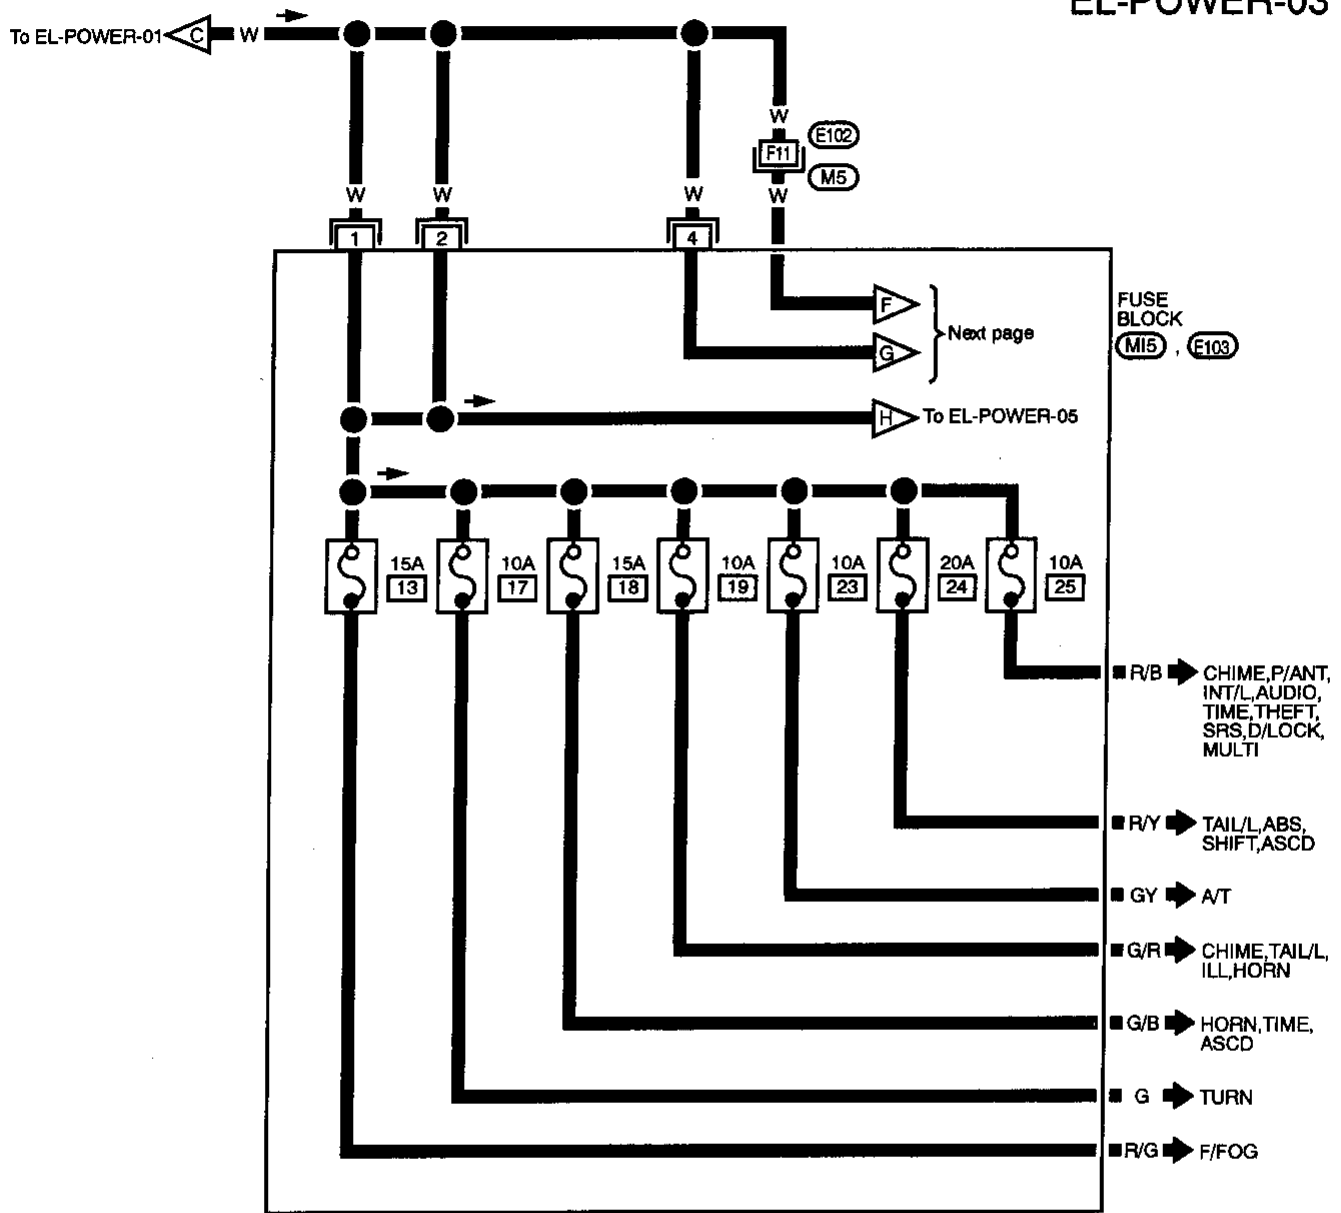 EL-POWER-03
To EL-POWER-01 C W
W
E102
F11
M5
W W W W
1 2 4
F
G
Next page
FUSE
BLOCK
MI5 , E103
H To EL-POWER-05
15A 10A 15A 10A 10A 20A 10A
13 17 18 19 23 24 25
R/B CHIME,P/ANT,
INT/L,AUDIO,
TIME,THEFT,
SRS,D/LOCK,
MULTI
R/Y TAIL/L,ABS,
SHIFT,ASCD
GY A/T
G/R CHIME,TAIL/L,
ILL,HORN
G/B HORN,TIME,
ASCD
G TURN
R/G F/FOG